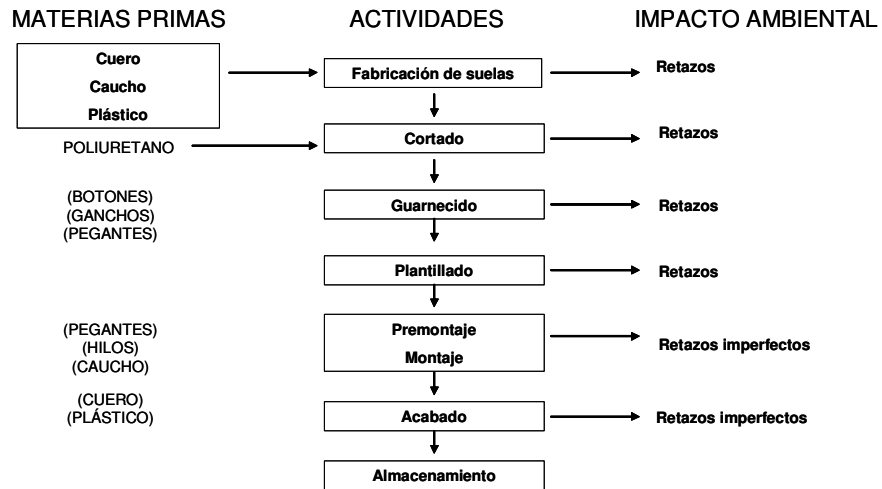 MATERIAS PRIMAS ACTIVIDADES IMPACTO AMBIENTAL
Cuero
Caucho
Plástico
Fabricación de suelas
Retazos
POLIURETANO
Cortado
Retazos
(BOTONES)
(GANCHOS)
(PEGANTES)
Guarnecido
Retazos
Plantillado
Retazos
(PEGANTES)
(HILOS)
(CAUCHO)
Premontaje
Montaje
Retazos imperfectos
(CUERO)
(PLÁSTICO)
Acabado
Retazos imperfectos
Almacenamiento